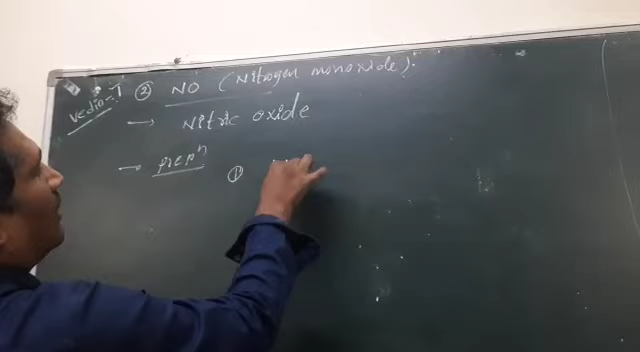 Vedio-1 ② NO (Nitrogen monoxide).
→ Nitric oxide
→ prepn ①